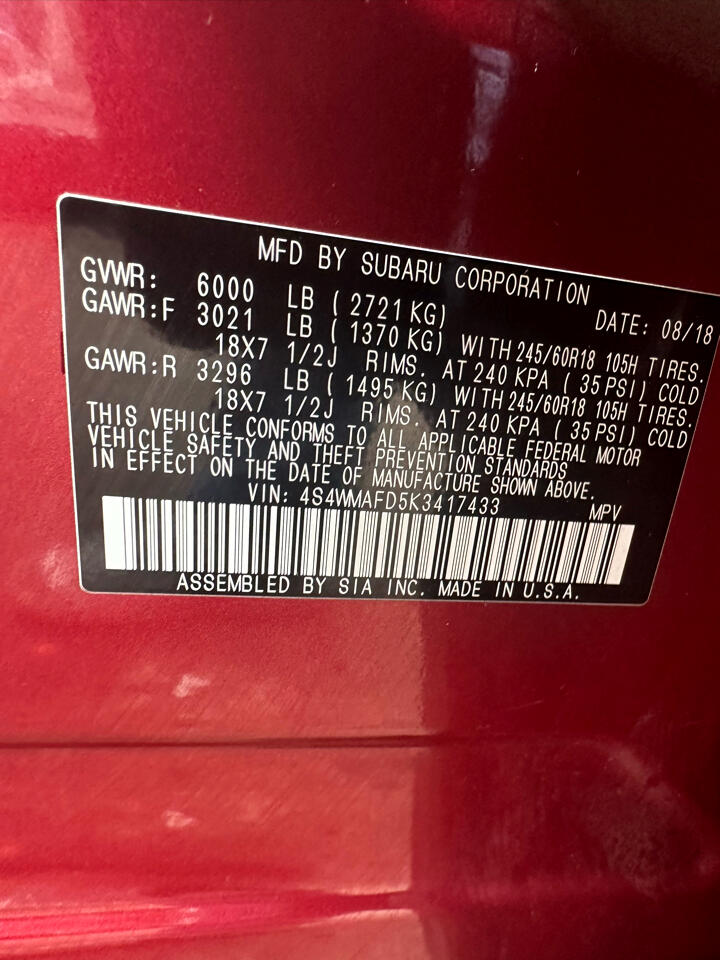 MFD BY SUBARU CORPORATION
GVWR: 6000 LB ( 2721 KG) DATE: 08/18
GAWR:F 3021 LB ( 1370 KG) WITH 245/60R18 105H TIRES.
18X7 1/2J RIMS. AT 240 KPA ( 35 PSI) COLD
GAWR:R 3296 LB ( 1495 KG) WITH 245/60R18 105H TIRES.
18X7 1/2J RIMS. AT 240 KPA ( 35 PSI) COLD
THIS VEHICLE CONFORMS TO ALL APPLICABLE FEDERAL MOTOR
VEHICLE SAFETY AND THEFT PREVENTION STANDARDS
IN EFFECT ON THE DATE OF MANUFACTURE SHOWN ABOVE.
VIN: 4S4WMAFD5K3417433 MPV
ASSEMBLED BY SIA INC. MADE IN U.S.A.